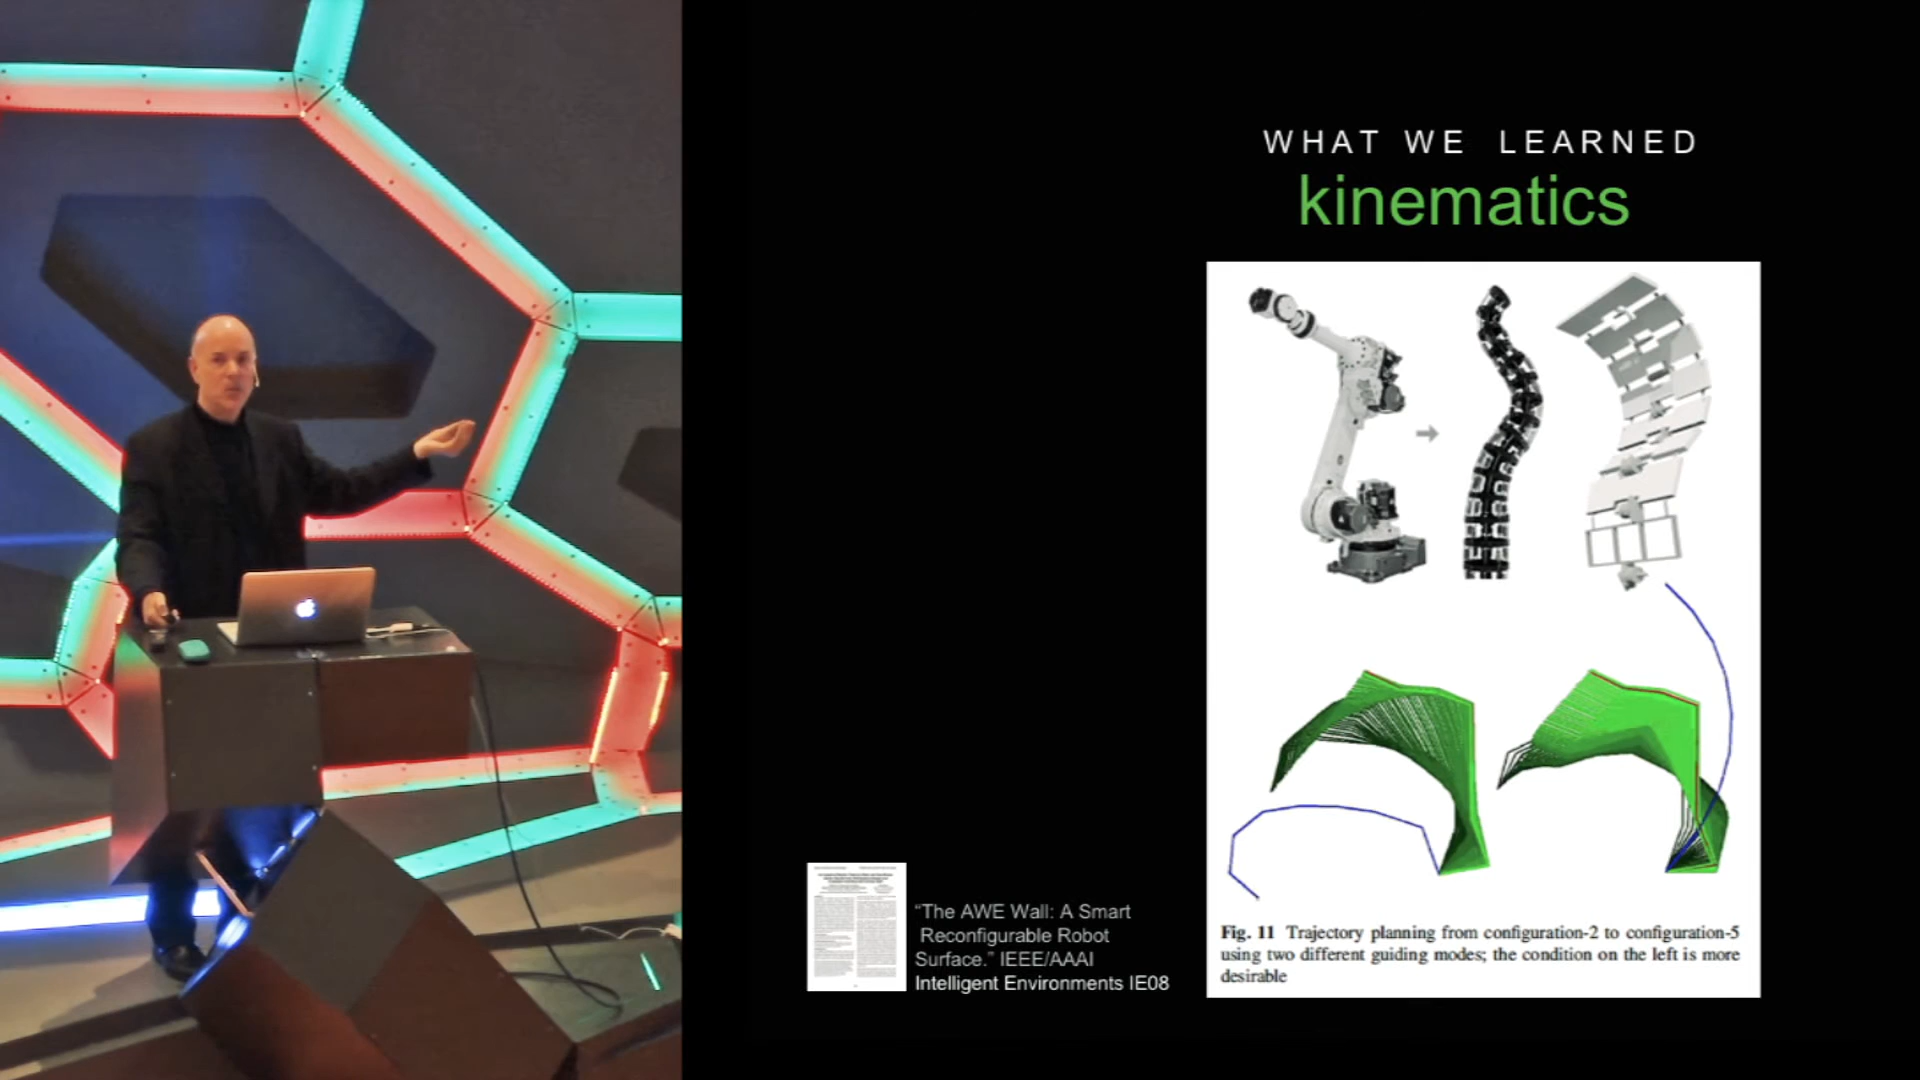 WHAT WE LEARNED
kinematics
"The AWE Wall: A Smart
Reconfigurable Robot
Surface." IEEE/AAAI
Intelligent Environments IE08
Fig. 11 Trajectory planning from configuration-2 to configuration-5
using two different guiding modes; the condition on the left is more
desirable